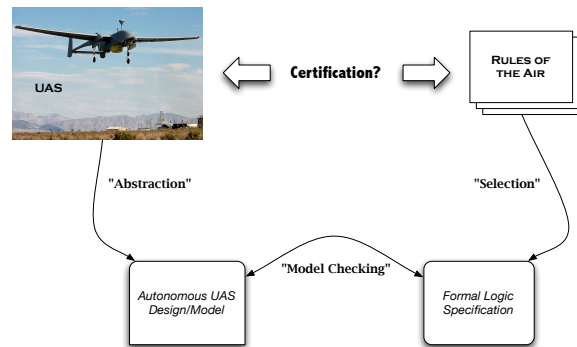 UAS
Certification?
RULES OF
THE AIR
"Abstraction"
"Selection"
"Model Checking"
Autonomous UAS
Design/Model
Formal Logic
Specification